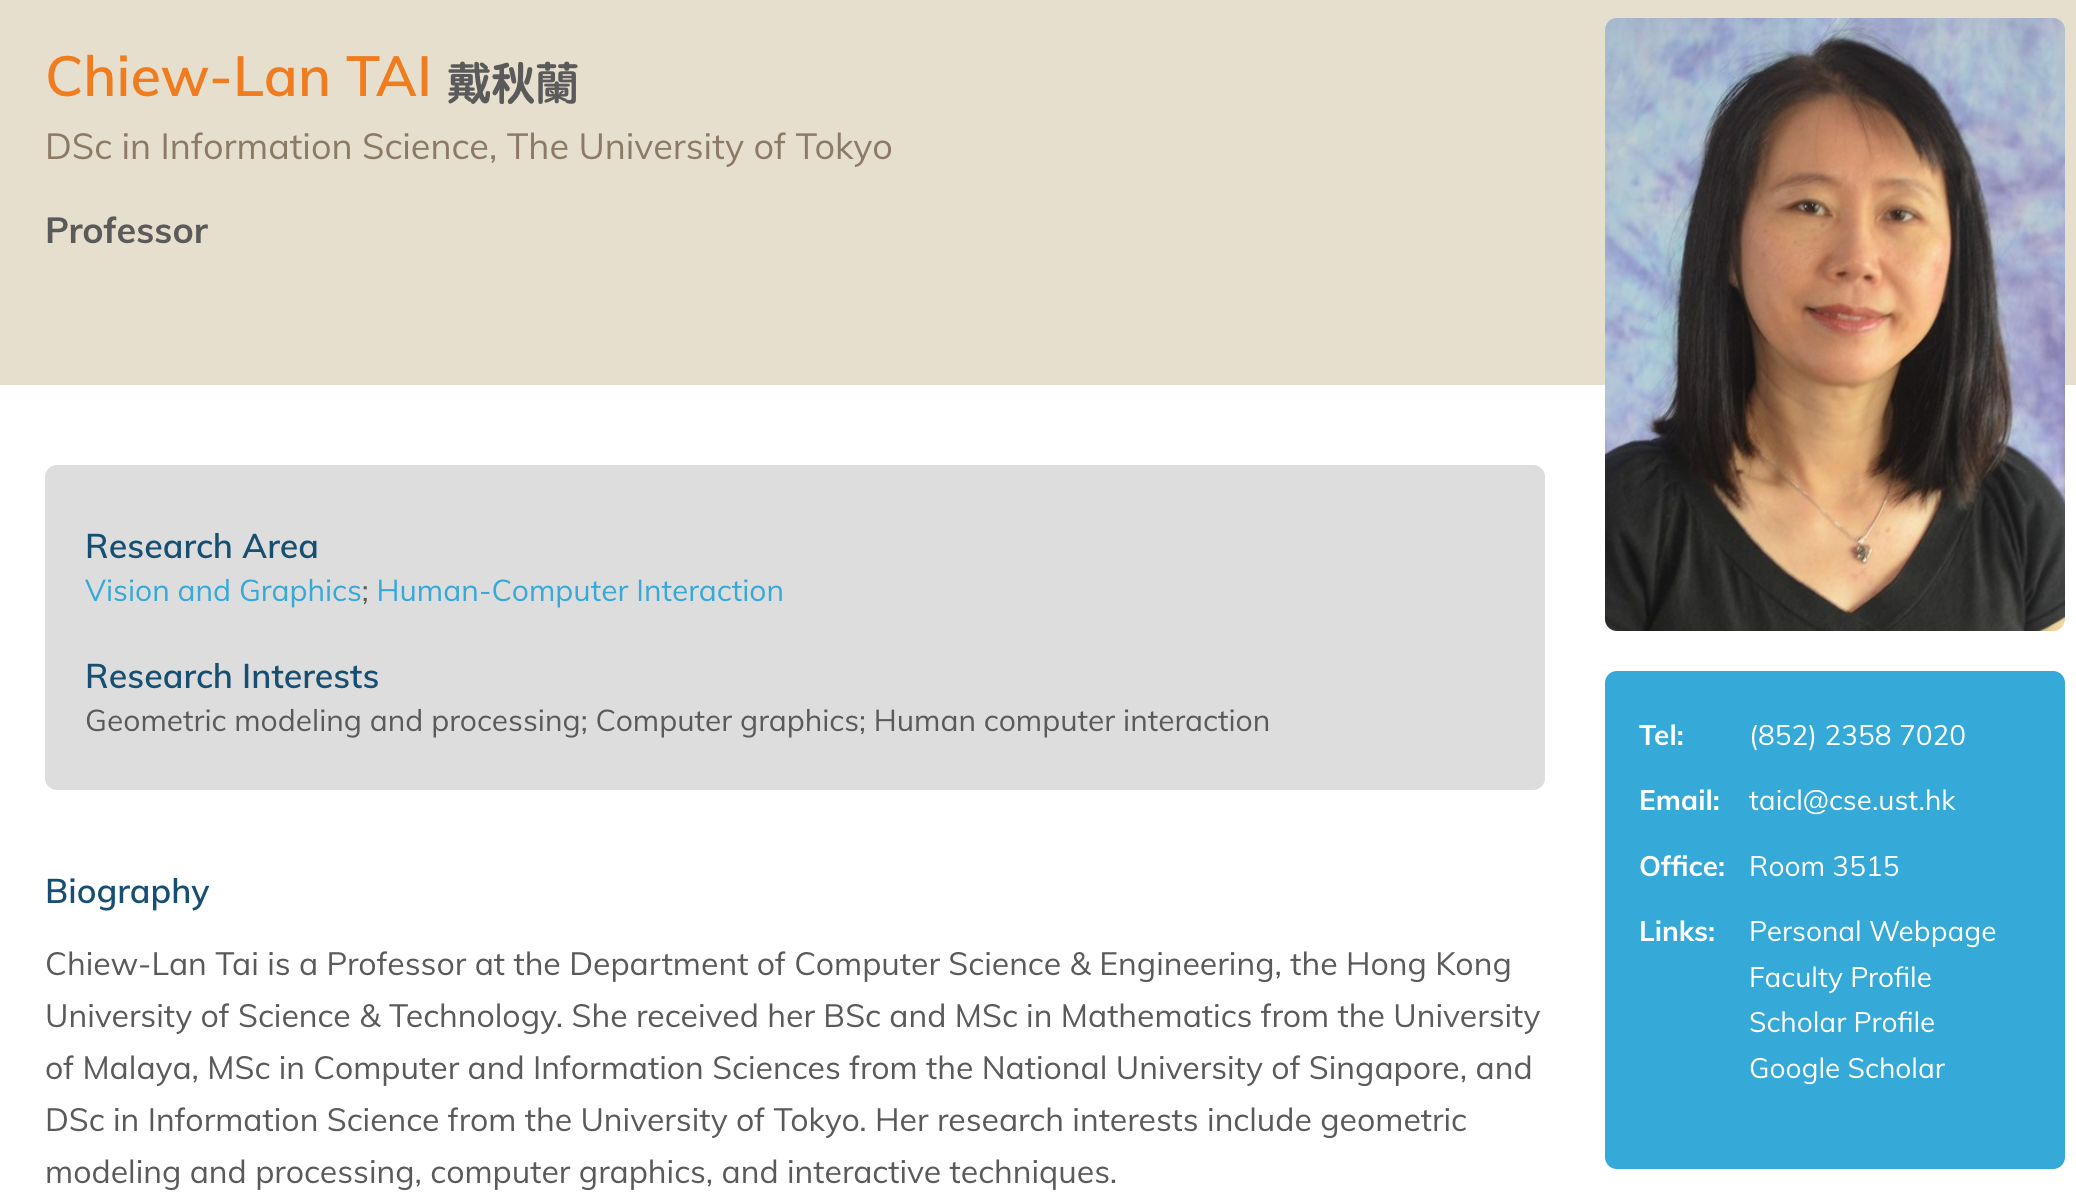 Chiew-Lan TAI 戴秋蘭
DSc in Information Science, The University of Tokyo
Professor
Research Area
Vision and Graphics; Human-Computer Interaction
Research Interests
Geometric modeling and processing; Computer graphics; Human computer interaction
Biography
Chiew-Lan Tai is a Professor at the Department of Computer Science & Engineering, the Hong Kong
University of Science & Technology. She received her BSc and MSc in Mathematics from the University
of Malaya, MSc in Computer and Information Sciences from the National University of Singapore, and
DSc in Information Science from the University of Tokyo. Her research interests include geometric
modeling and processing, computer graphics, and interactive techniques.
Tel: (852) 2358 7020
Email: taicl@cse.ust.hk
Office: Room 3515
Links: Personal Webpage
Faculty Profile
Scholar Profile
Google Scholar